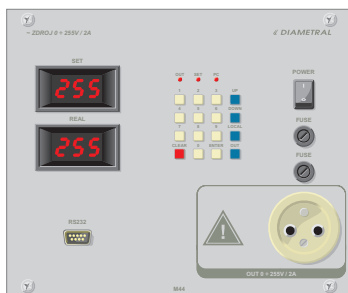 ~ ZDROJ 0 ÷ 255V / 2A
DIAMETRAL
SET
255
REAL
255
OUT SET PC
1 2 3 UP
4 5 6 DOWN
7 8 9 LOCAL
CLEAR 0 ENTER OUT
POWER
FUSE
FUSE
RS232
OUT 0 ÷ 255V / 2A
M44